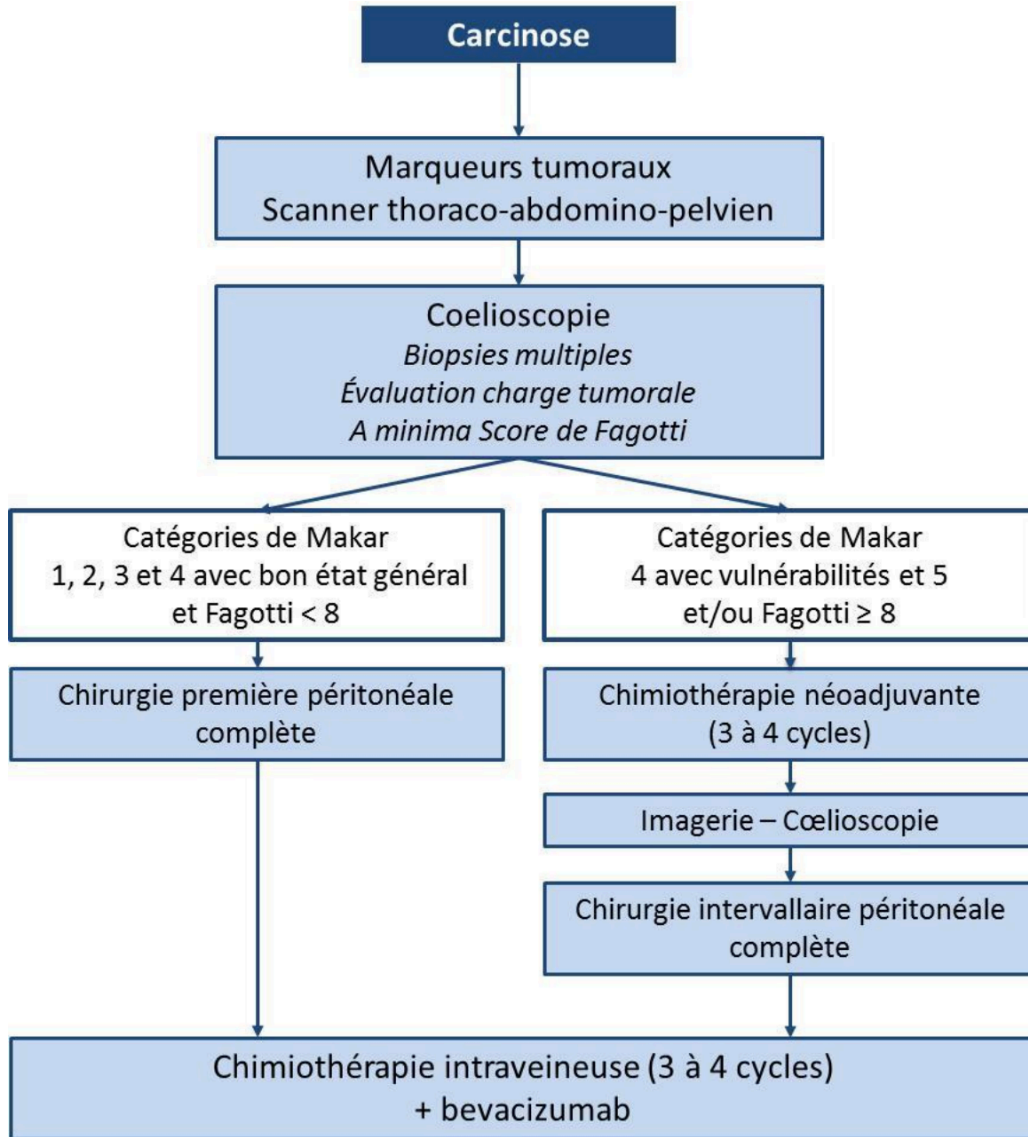 Carcinose
Marqueurs tumoraux
Scanner thoraco-abdomino-pelvien
Coelioscopie
Biopsies multiples
Évaluation charge tumorale
A minima Score de Fagotti
Catégories de Makar
1, 2, 3 et 4 avec bon état général
et Fagotti < 8
Catégories de Makar
4 avec vulnérabilités et 5
et/ou Fagotti ≥ 8
Chirurgie première péritonéale
complète
Chimiothérapie néoadjuvante
(3 à 4 cycles)
Imagerie – Cœlioscopie
Chirurgie intervallaire péritonéale
complète
Chimiothérapie intraveineuse (3 à 4 cycles)
+ bevacizumab